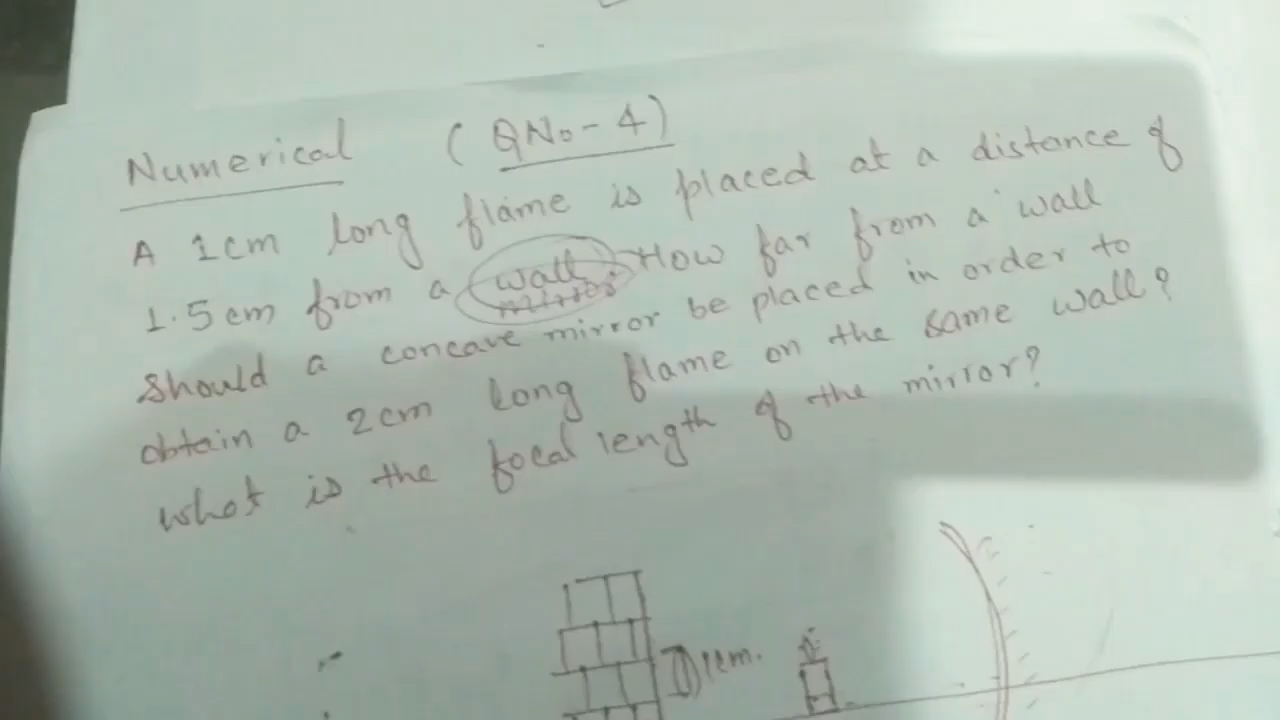 Numerical (QNo-4)
A 1cm long flame is placed at a distance of
1.5cm from a wall. How far from a wall
should a concave mirror be placed in order to
obtain a 2cm long flame on the same wall?
what is the focal length of the mirror?
1cm.